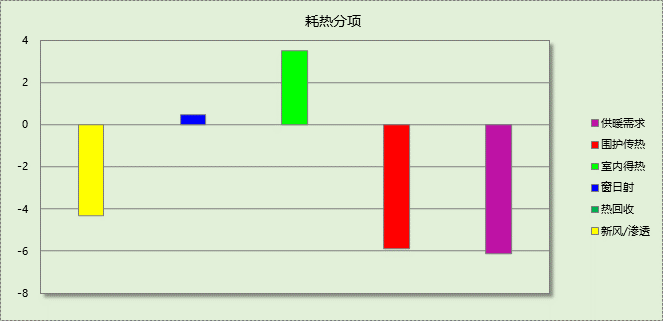 耗热分项
4
2
0
-2
-4
-6
-8
供暖需求
围护传热
室内得热
窗日射
热回收
新风/渗透